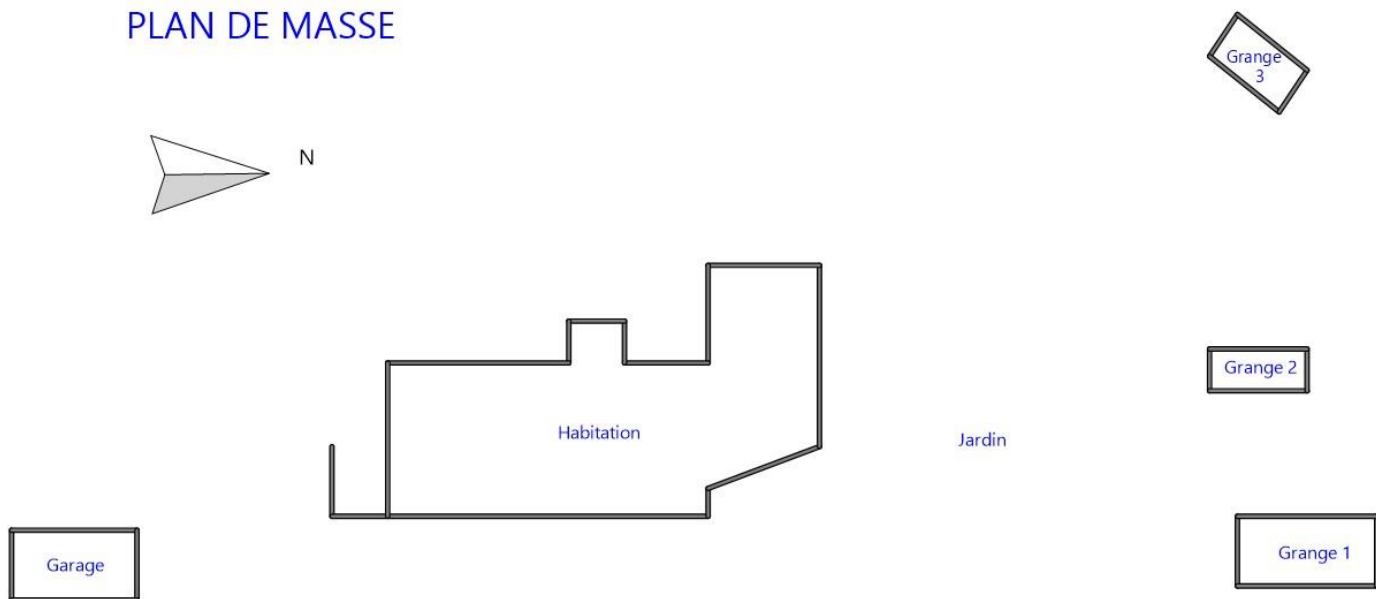 PLAN DE MASSE
Grange
3
N
Grange 2
Habitation
Jardin
Grange 1
Garage